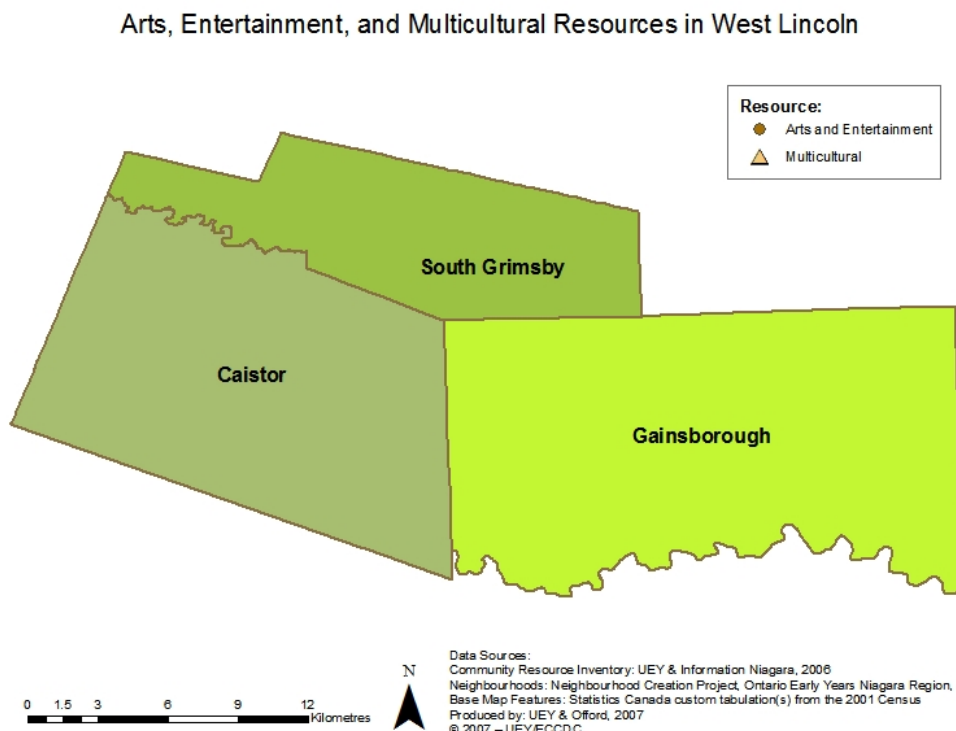 Arts, Entertainment, and Multicultural Resources in West Lincoln
Resource:
Arts and Entertainment
Multicultural
South Grimsby
Caistor
Gainsborough
N
0 1.5 3 6 9 12
Kilometres
Data Sources:
Community Resource Inventory: UEY & Information Niagara, 2006
Neighbourhoods: Neighbourhood Creation Project, Ontario Early Years Niagara Region,
Base Map Features: Statistics Canada custom tabulation(s) from the 2001 Census
Produced by: UEY & Offord, 2007
© 2007 – UEY/ECCDC